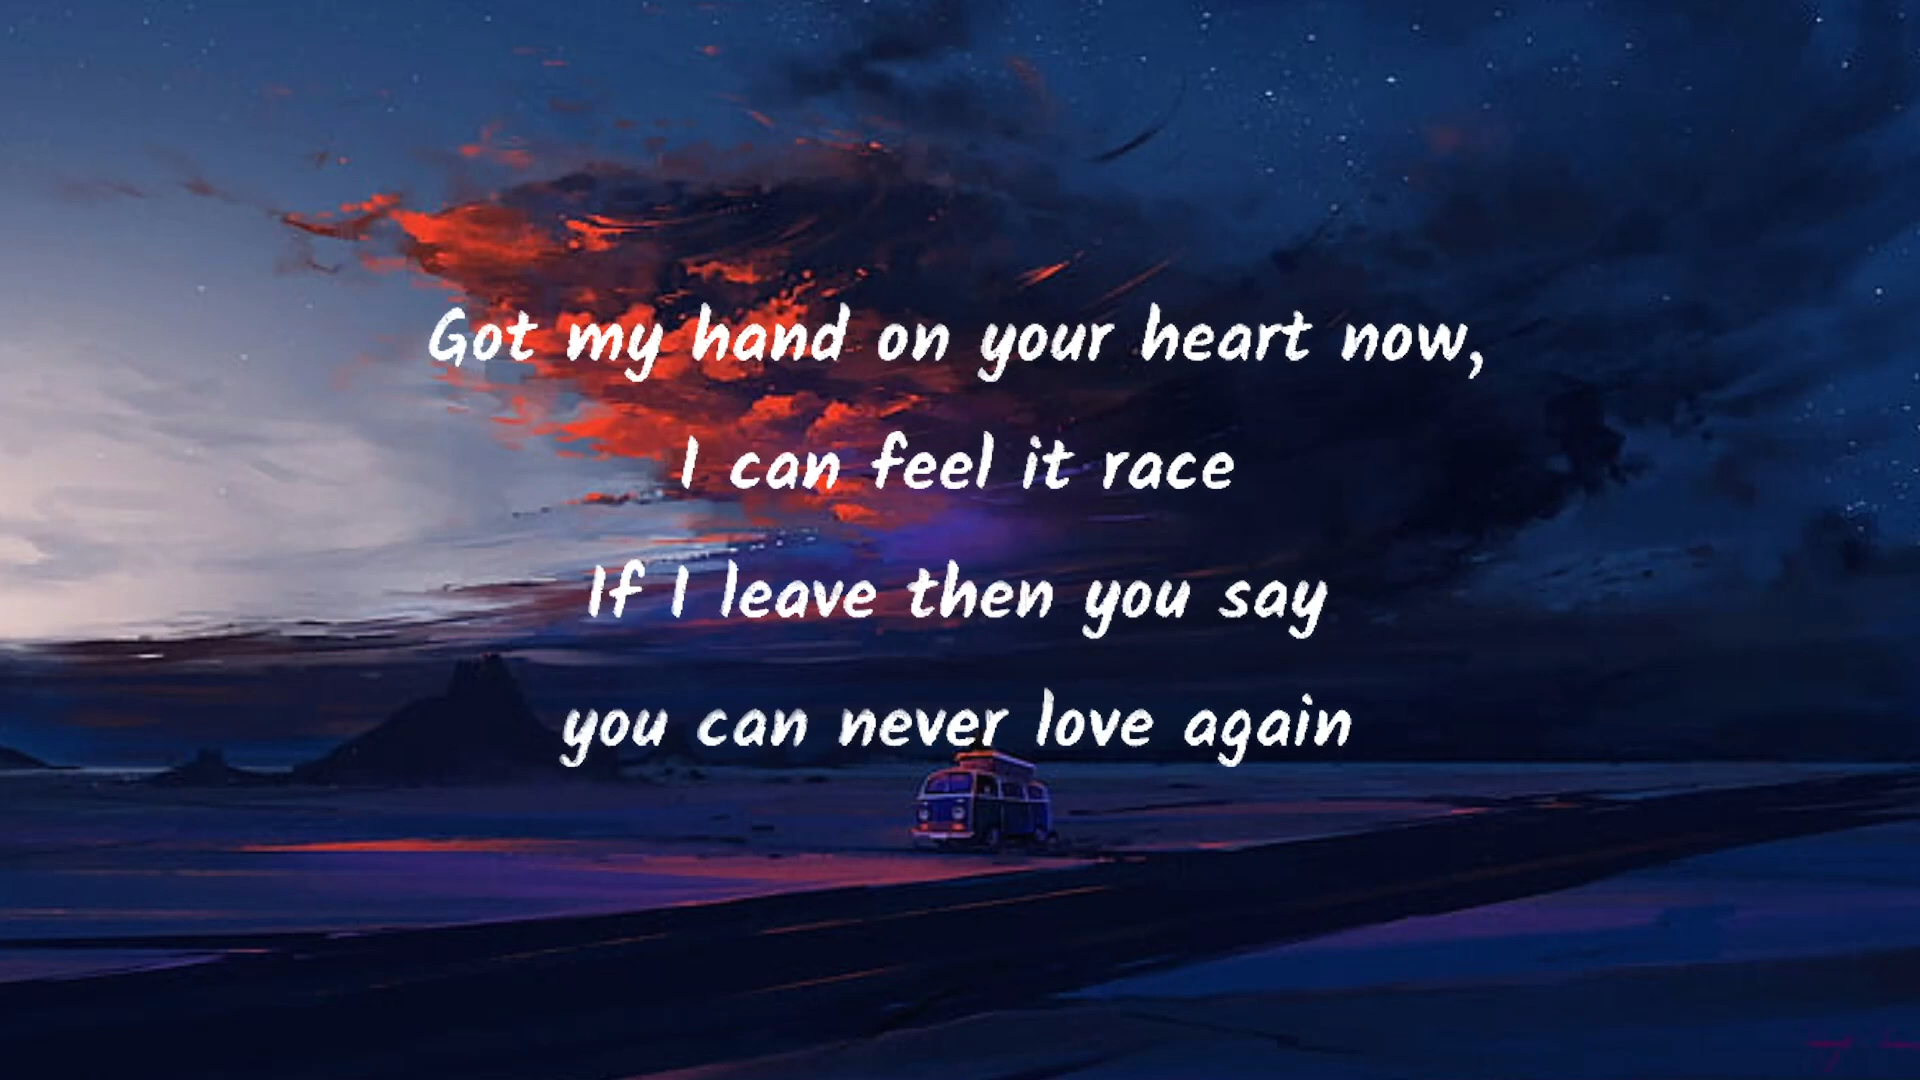 Got my hand on your heart now,
I can feel it race
If I leave then you say
you can never love again